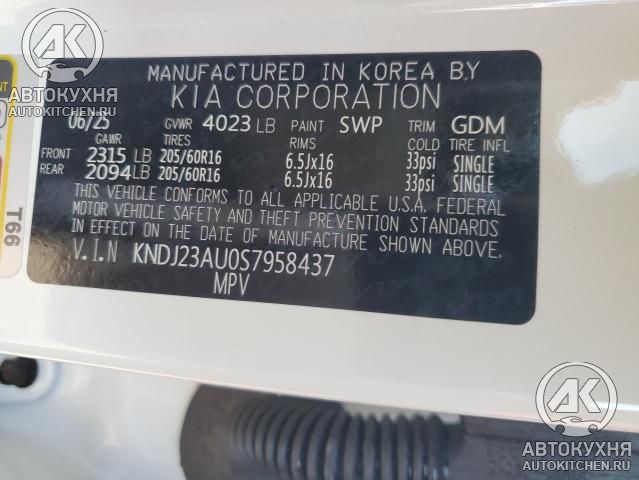 MANUFACTURED IN KOREA BY
KIA CORPORATION
06/25 GVWR 4023 LB PAINT SWP TRIM GDM
GAWR TIRES RIMS COLD TIRE INFL
FRONT 2315 LB 205/60R16 6.5Jx16 33psi SINGLE
REAR 2094 LB 205/60R16 6.5Jx16 33psi SINGLE
THIS VEHICLE CONFORMS TO ALL APPLICABLE U.S.A. FEDERAL
MOTOR VEHICLE SAFETY AND THEFT PREVENTION STANDARDS
IN EFFECT ON THE DATE OF MANUFACTURE SHOWN ABOVE.
V.I.N KNDJ23AU0S7958437
MPV
T66
АК
АВТОКУХНЯ
AUTOKITCHEN.RU
АК
АВТОКУХНЯ
AUTOKITCHEN.RU